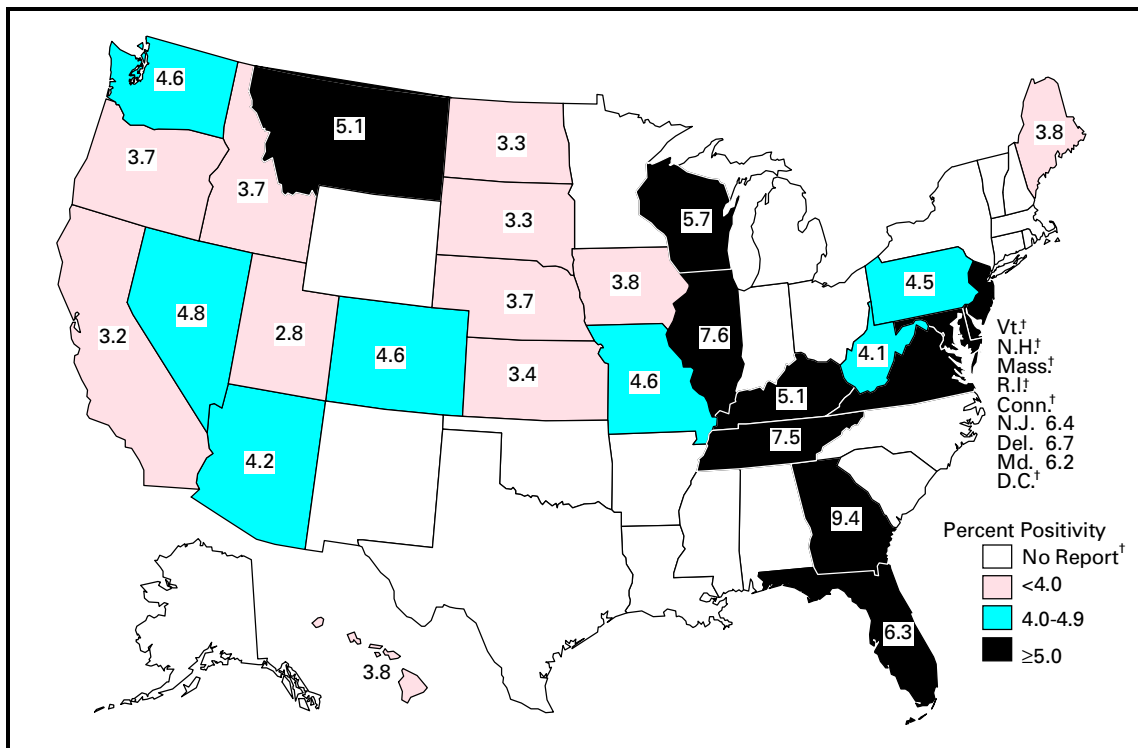 4.6
5.1
3.8
3.3
3.7
3.7
3.3
5.7
4.5
3.8
3.7
4.8
3.2
2.8
7.6
4.6
4.1
3.4
4.6
5.1
7.5
4.2
9.4
6.3
3.8
Vt.†
N.H.†
Mass.†
R.I†
Conn.†
N.J. 6.4
Del. 6.7
Md. 6.2
D.C.†
Percent Positivity
No Report†
<4.0
4.0-4.9
≥5.0